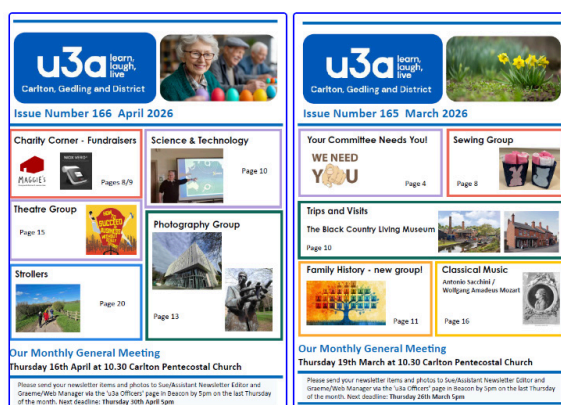 u3a learn, laugh, live
Carlton, Gedling and District
Issue Number 166 April 2026
Charity Corner - Fundraisers
MAGGIE'S
Pages 8/9
Science & Technology
Page 10
Theatre Group
Page 15
HOW TO SUCCEED IN BUSINESS WITHOUT REALLY
Photography Group
Page 13
Strollers
Page 20
Our Monthly General Meeting
Thursday 16th April at 10.30 Carlton Pentecostal Church
Please send your newsletter items and photos to Sue/Assistant Newsletter Editor and
Graeme/Web Manager via the 'u3a Officers' page in Beacon by 5pm on the last Thursday
of the month. Next deadline: Thursday 30th April 5pm
u3a learn, laugh, live
Carlton, Gedling and District
Issue Number 165 March 2026
Your Committee Needs You!
WE NEED
YOU
Page 4
Sewing Group
Page 8
Trips and Visits
The Black Country Living Museum
Page 10
Family History - new group!
Page 11
Classical Music
Antonio Sacchini /
Wolfgang Amadeus Mozart
Page 16
Our Monthly General Meeting
Thursday 19th March at 10.30 Carlton Pentecostal Church
Please send your newsletter items and photos to Sue/Assistant Newsletter Editor and
Graeme/Web Manager via the 'u3a Officers' page in Beacon by 5pm on the last Thursday
of the month. Next deadline: Thursday 26th March 5pm